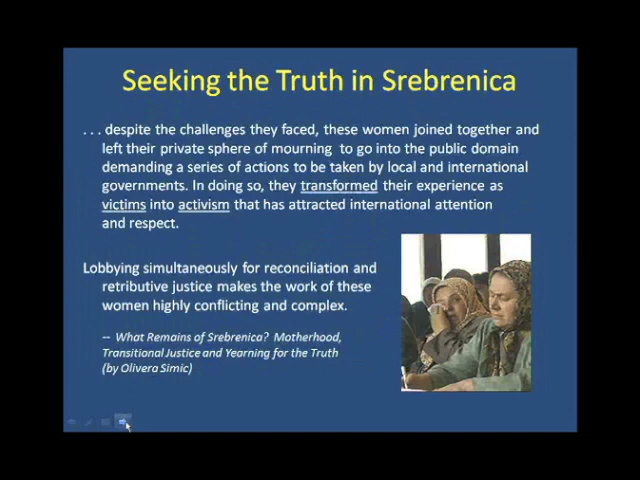 Seeking the Truth in Srebrenica
. . . despite the challenges they faced, these women joined together and
left their private sphere of mourning to go into the public domain
demanding a series of actions to be taken by local and international
governments. In doing so, they transformed their experience as
victims into activism that has attracted international attention
and respect.
Lobbying simultaneously for reconciliation and
retributive justice makes the work of these
women highly conflicting and complex.
-- What Remains of Srebrenica? Motherhood,
Transitional Justice and Yearning for the Truth
(by Olivera Simic)